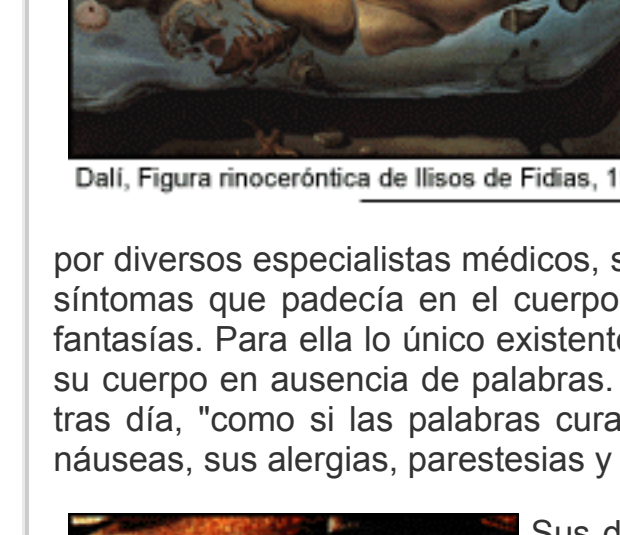 Dalí, Figura rinoceróntica de Ilisos de Fidias, 1
por diversos especialistas médicos, s
síntomas que padecía en el cuerpo
fantasías. Para ella lo único existent
su cuerpo en ausencia de palabras.
tras día, "como si las palabras cura
náuseas, sus alergias, parestesias y
Sus d